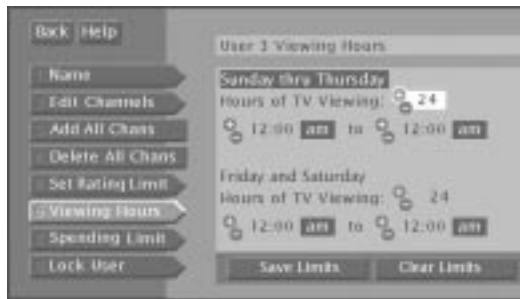 Back Help
User 3 Viewing Hours
Name
Edit Channels
Add All Chans
Delete All Chans
Set Rating Limit
Viewing Hours
Spending Limit
Lock User
Sunday thru Thursday
Hours of TV Viewing: 24
12:00 am to 12:00 am
Friday and Saturday
Hours of TV Viewing: 24
12:00 am to 12:00 am
Save Limits Clear Limits